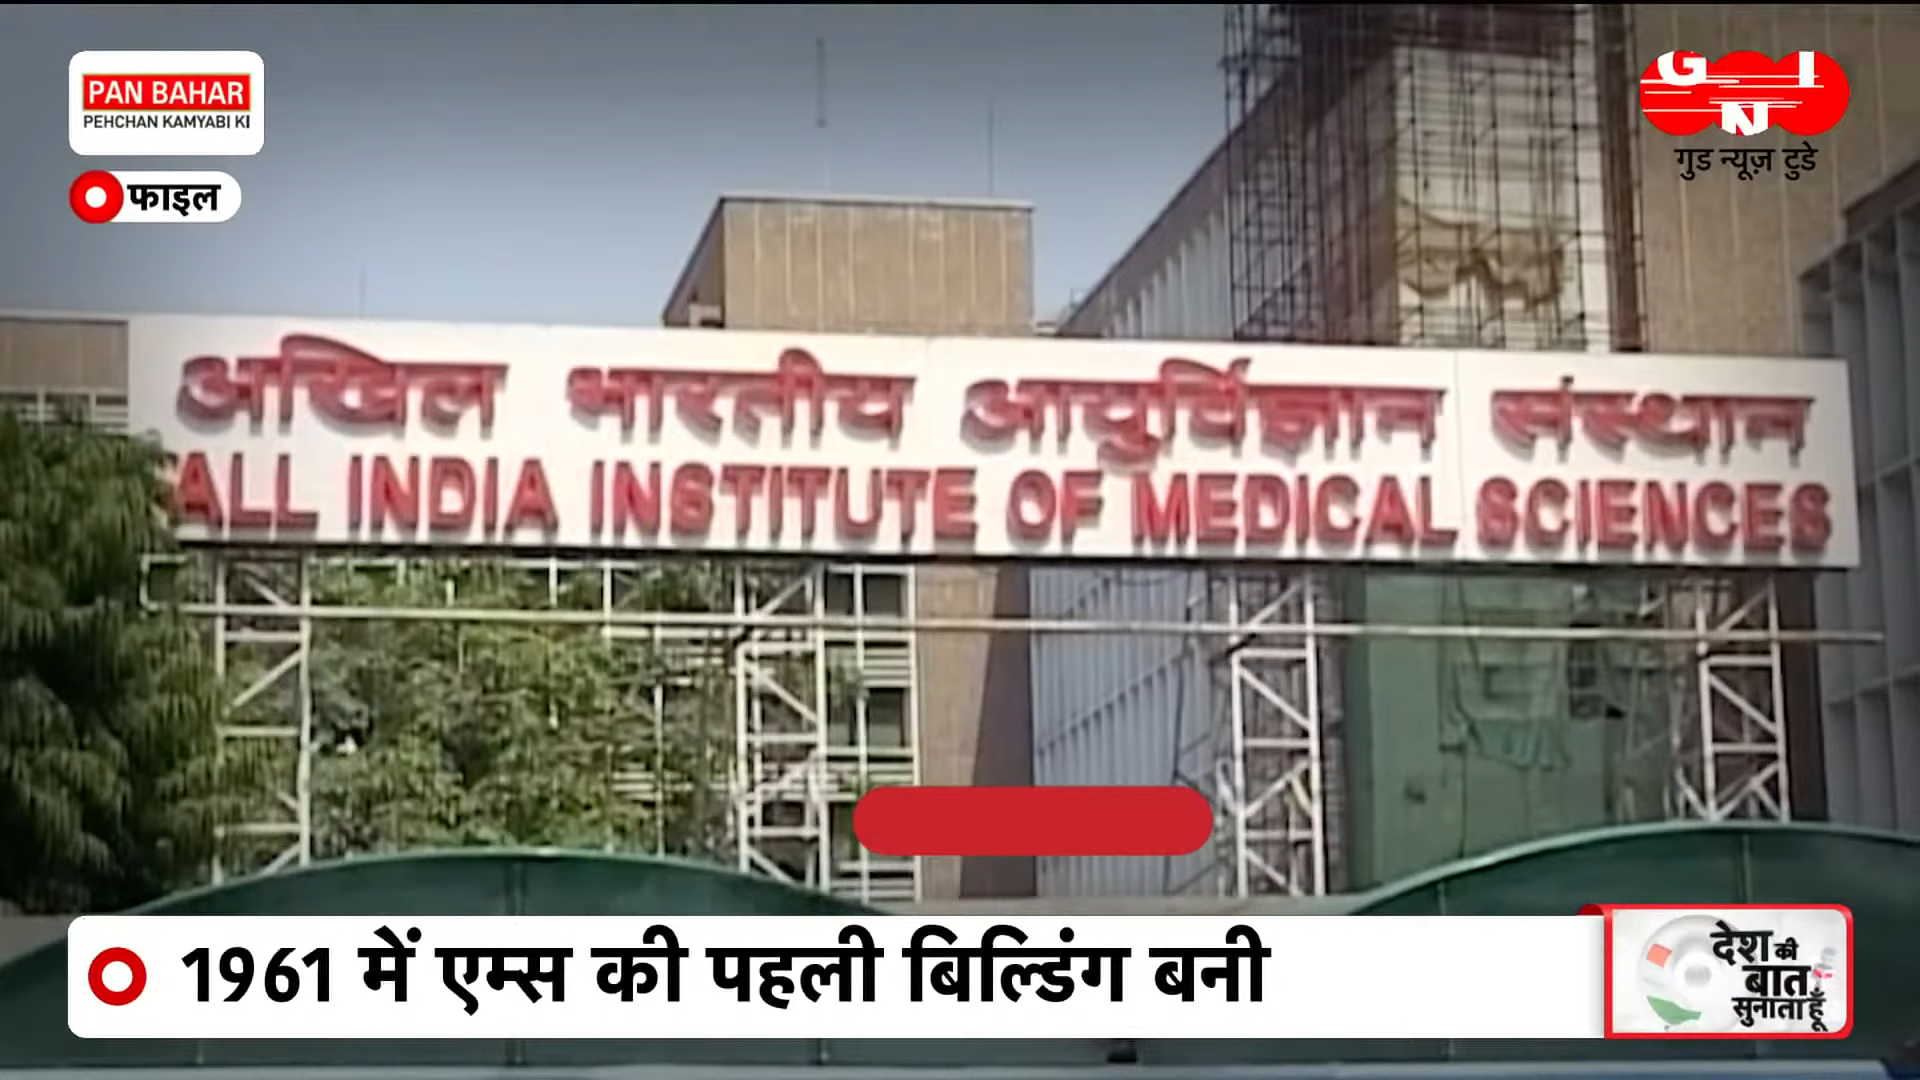 PAN BAHAR
PEHCHAN KAMYABI KI
GNI
गुड न्यूज़ टुडे
फाइल
अखिल भारतीय आयुर्विज्ञान संस्थान
ALL INDIA INSTITUTE OF MEDICAL SCIENCES
1961 में एम्स की पहली बिल्डिंग बनी
देश की
बात
सुनाता हूँ